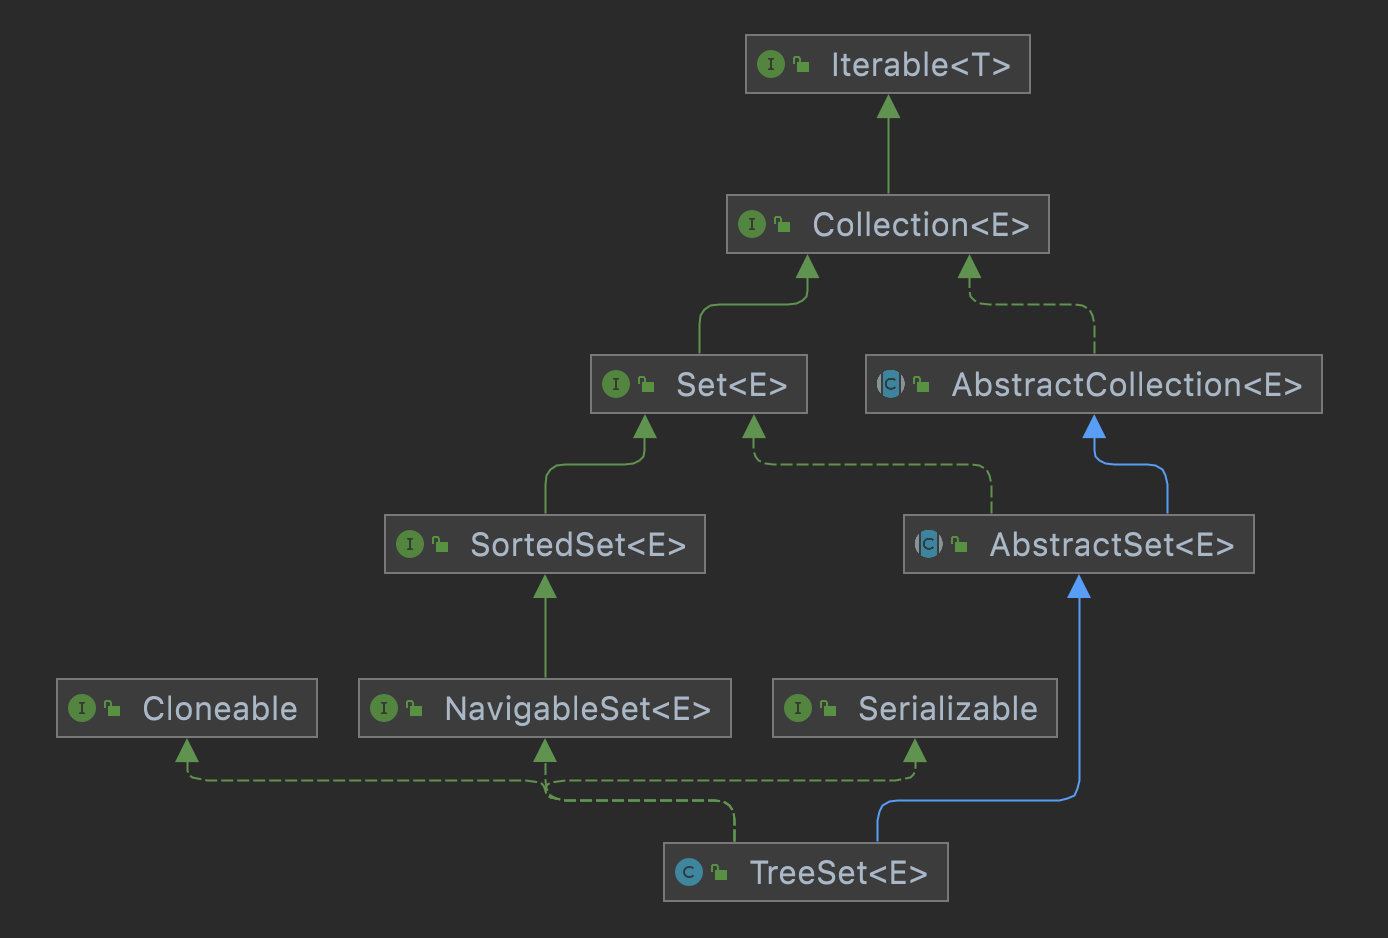 I Iterable<T>
I Collection<E>
I Set<E>
C AbstractCollection<E>
I SortedSet<E>
C AbstractSet<E>
I Cloneable
I NavigableSet<E>
I Serializable
C TreeSet<E>